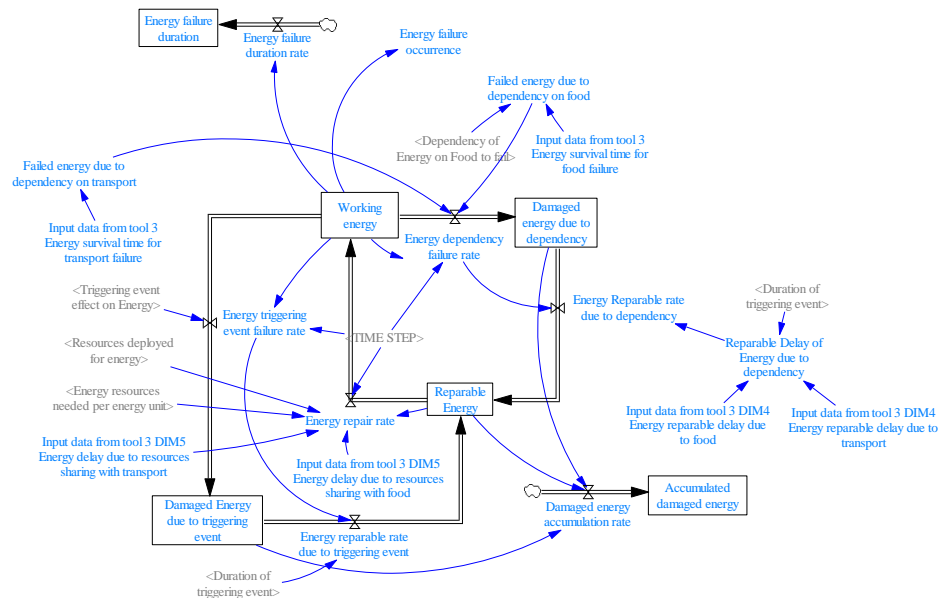 Energy failure
duration
Energy failure
duration rate
Energy failure
occurrence
Failed energy due to
dependency on food
<Dependency of
Energy on Food to fail>
Input data from tool 3
Energy survival time for
food failure
Failed energy due to
dependency on transport
Input data from tool 3
Energy survival time for
transport failure
Working
energy
Damaged
energy due to
dependency
Energy dependency
failure rate
<Triggering event
effect on Energy>
Energy triggering
event failure rate
<TIME STEP>
Energy Reparable rate
due to dependency
<Duration of
triggering event>
Reparable Delay of
Energy due to
dependency
<Resources deployed
for energy>
<Energy resources
needed per energy unit>
Reparable
Energy
Energy repair rate
Input data from tool 3 DIM4
Energy reparable delay due
to food
Input data from tool 3 DIM4
Energy reparable delay due to
transport
Input data from tool 3 DIM5
Energy delay due to resources
sharing with transport
Input data from tool 3 DIM5
Energy delay due to resources
sharing with food
Damaged Energy
due to triggering
event
Energy reparable rate
due to triggering event
Damaged energy
accumulation rate
Accumulated
damaged energy
<Duration of
triggering event>